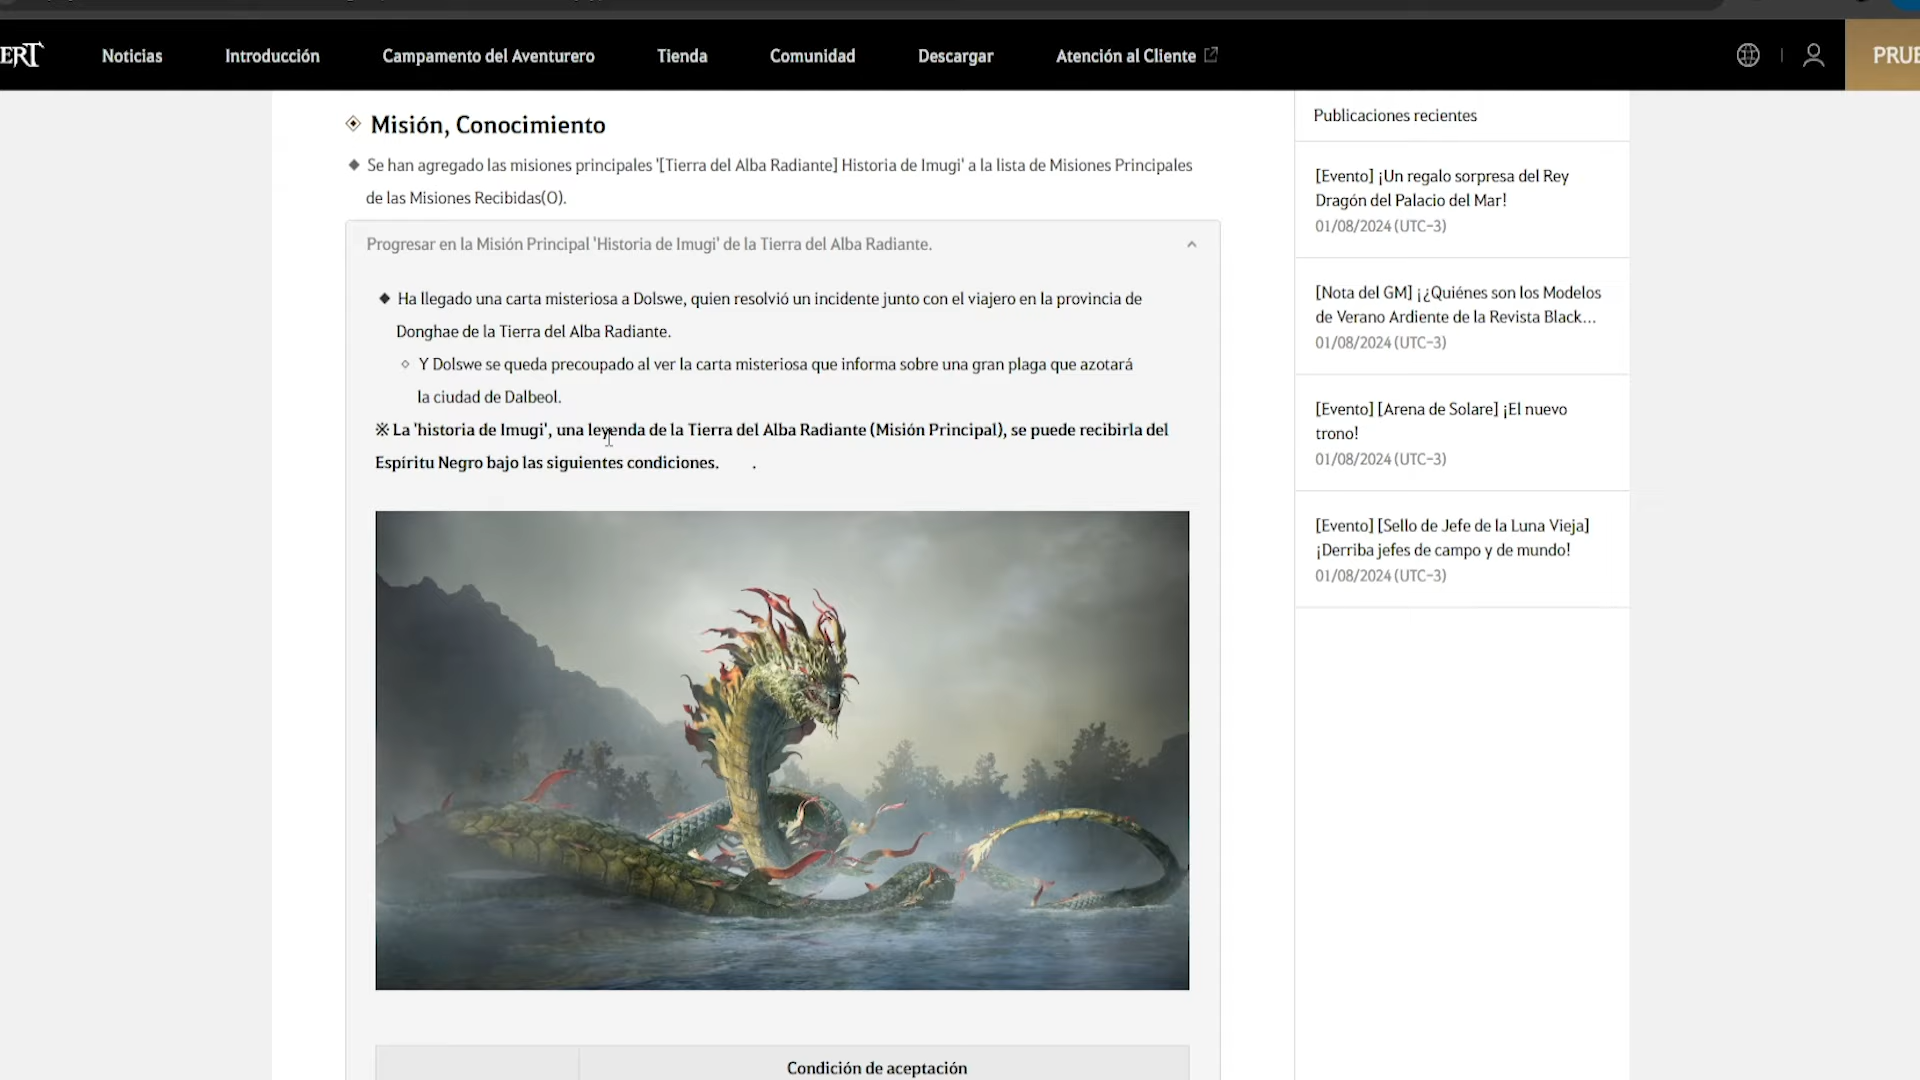 ERT
Noticias
Introducción
Campamento del Aventurero
Tienda
Comunidad
Descargar
Atención al Cliente
PRUE
Misión, Conocimiento
Se han agregado las misiones principales '[Tierra del Alba Radiante] Historia de Imugi' a la lista de Misiones Principales
de las Misiones Recibidas(O).
Progresar en la Misión Principal 'Historia de Imugi' de la Tierra del Alba Radiante.
Ha llegado una carta misteriosa a Dolswe, quien resolvió un incidente junto con el viajero en la provincia de
Donghae de la Tierra del Alba Radiante.
Y Dolswe se queda precoupado al ver la carta misteriosa que informa sobre una gran plaga que azotará
la ciudad de Dalbeol.
※ La 'historia de Imugi', una leyenda de la Tierra del Alba Radiante (Misión Principal), se puede recibirla del
Espíritu Negro bajo las siguientes condiciones. .
Condición de aceptación
Publicaciones recientes
[Evento] ¡Un regalo sorpresa del Rey
Dragón del Palacio del Mar!
01/08/2024 (UTC-3)
[Nota del GM] ¡¿Quiénes son los Modelos
de Verano Ardiente de la Revista Black...
01/08/2024 (UTC-3)
[Evento] [Arena de Solare] ¡El nuevo
trono!
01/08/2024 (UTC-3)
[Evento] [Sello de Jefe de la Luna Vieja]
¡Derriba jefes de campo y de mundo!
01/08/2024 (UTC-3)